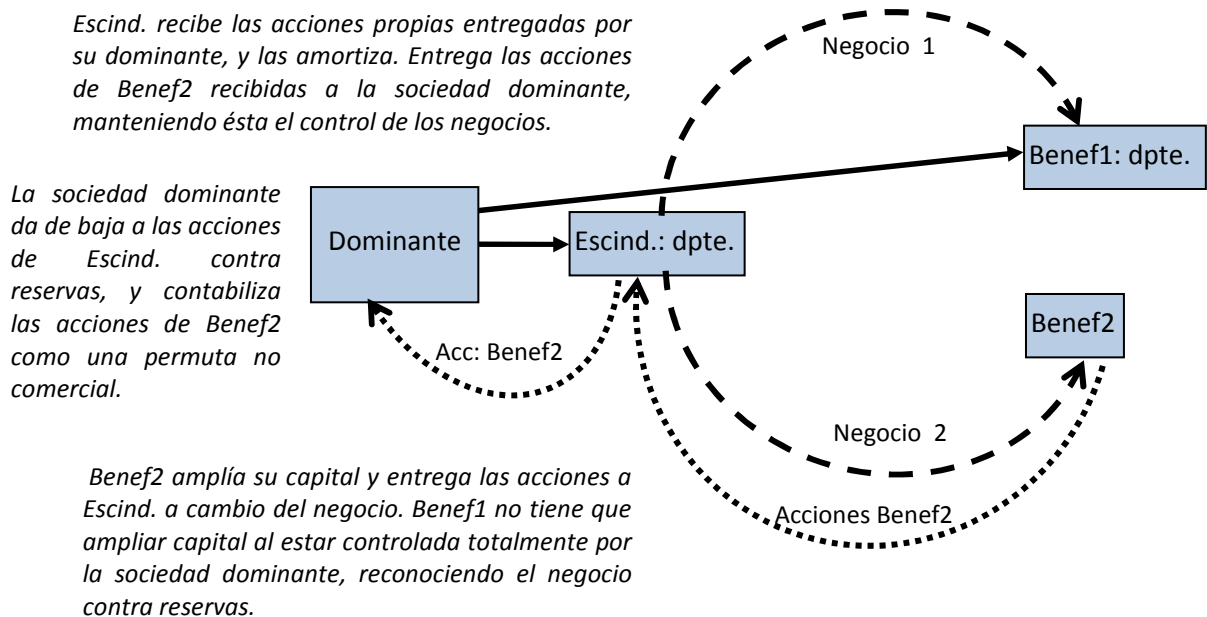 Escind. recibe las acciones propias entregadas por
su dominante, y las amortiza. Entrega las acciones
de Benef2 recibidas a la sociedad dominante,
manteniendo ésta el control de los negocios.
Negocio 1
Benef1: dpte.
La sociedad dominante
da de baja a las acciones
de Escind. contra
reservas, y contabiliza
las acciones de Benef2
como una permuta no
comercial.
Dominante
Escind.: dpte.
Benef2
Acc: Benef2
Negocio 2
Acciones Benef2
Benef2 amplía su capital y entrega las acciones a
Escind. a cambio del negocio. Benef1 no tiene que
ampliar capital al estar controlada totalmente por
la sociedad dominante, reconociendo el negocio
contra reservas.